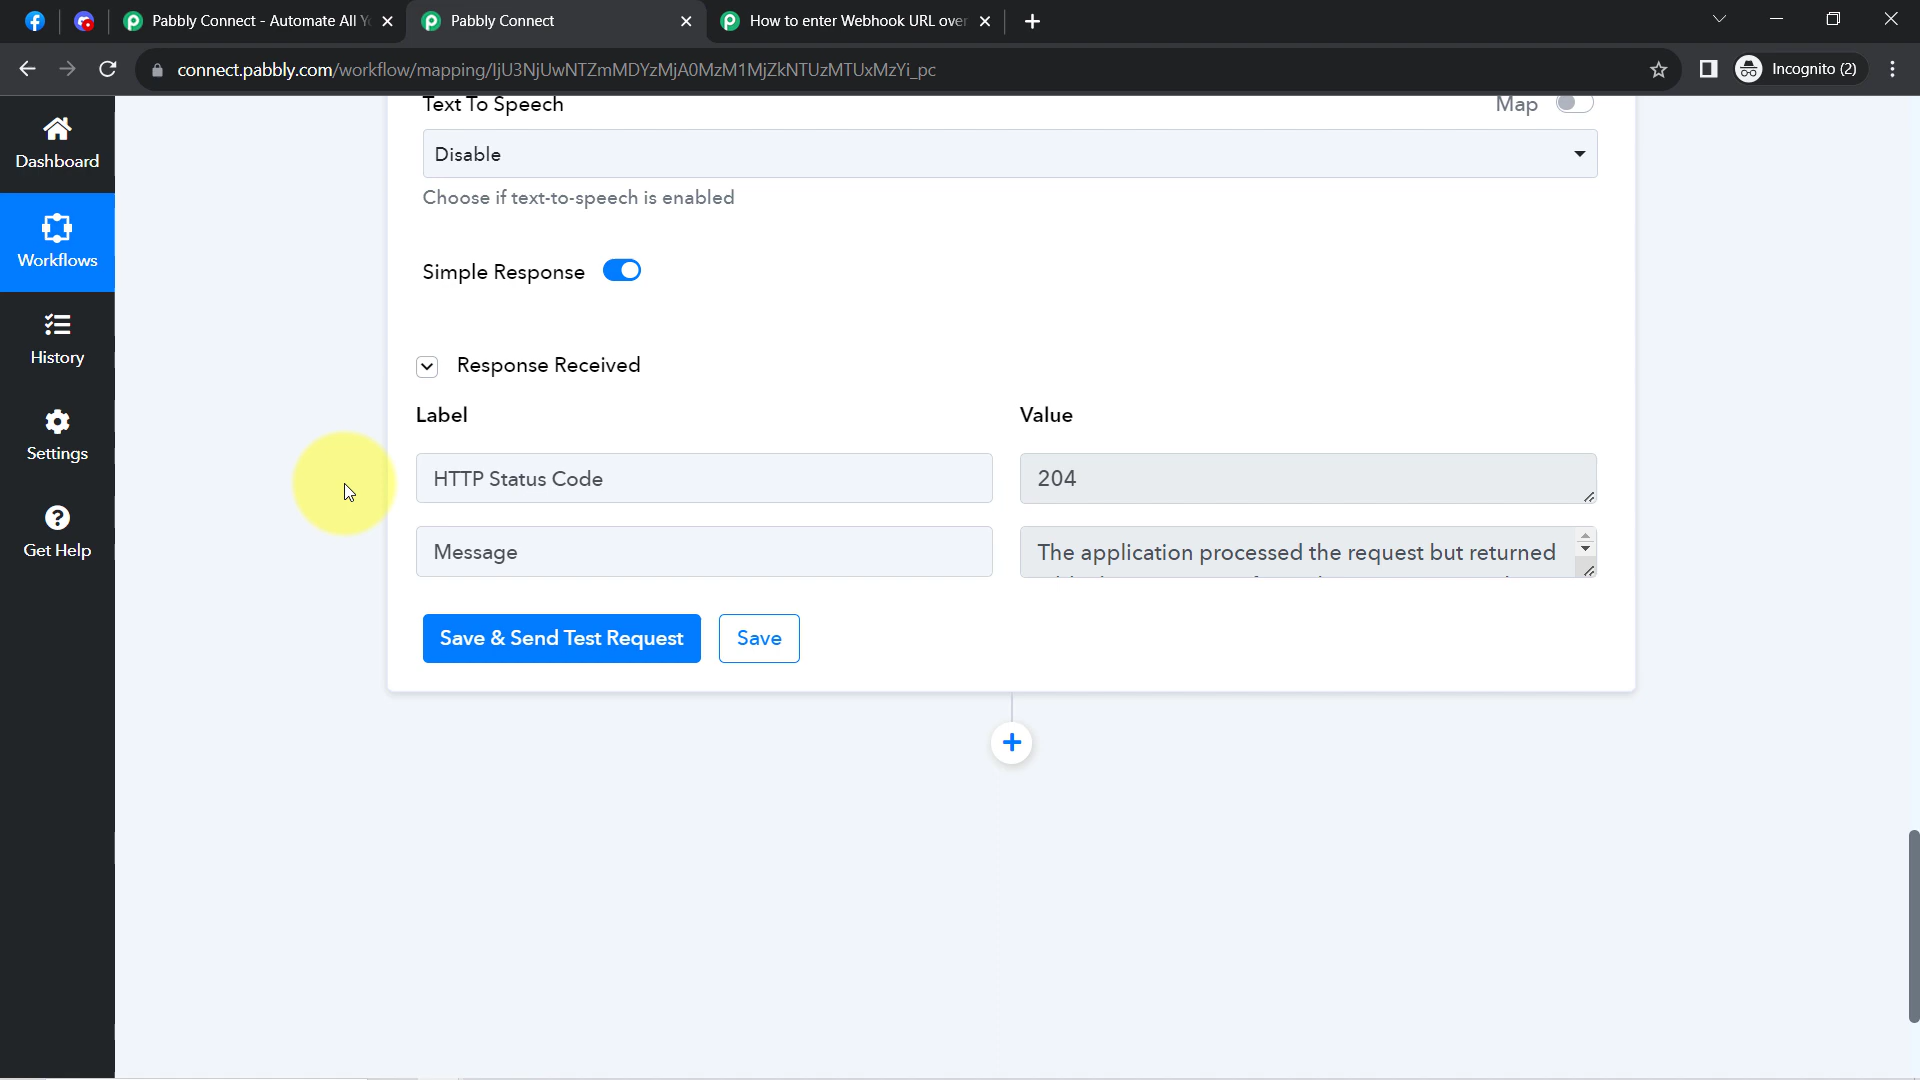 Pabbly Connect - Automate All Y
Pabbly Connect
How to enter Webhook URL over
connect.pabbly.com/workflow/mapping/IjU3NjUwNTZmMDYzMjA0MzM1MjZkNTUzMTUxMzYi_pc
Incognito (2)
Dashboard
Workflows
History
Settings
Get Help
Text To Speech
Map
Disable
Choose if text-to-speech is enabled
Simple Response
Response Received
Label
Value
HTTP Status Code
204
Message
The application processed the request but returned
Save & Send Test Request
Save